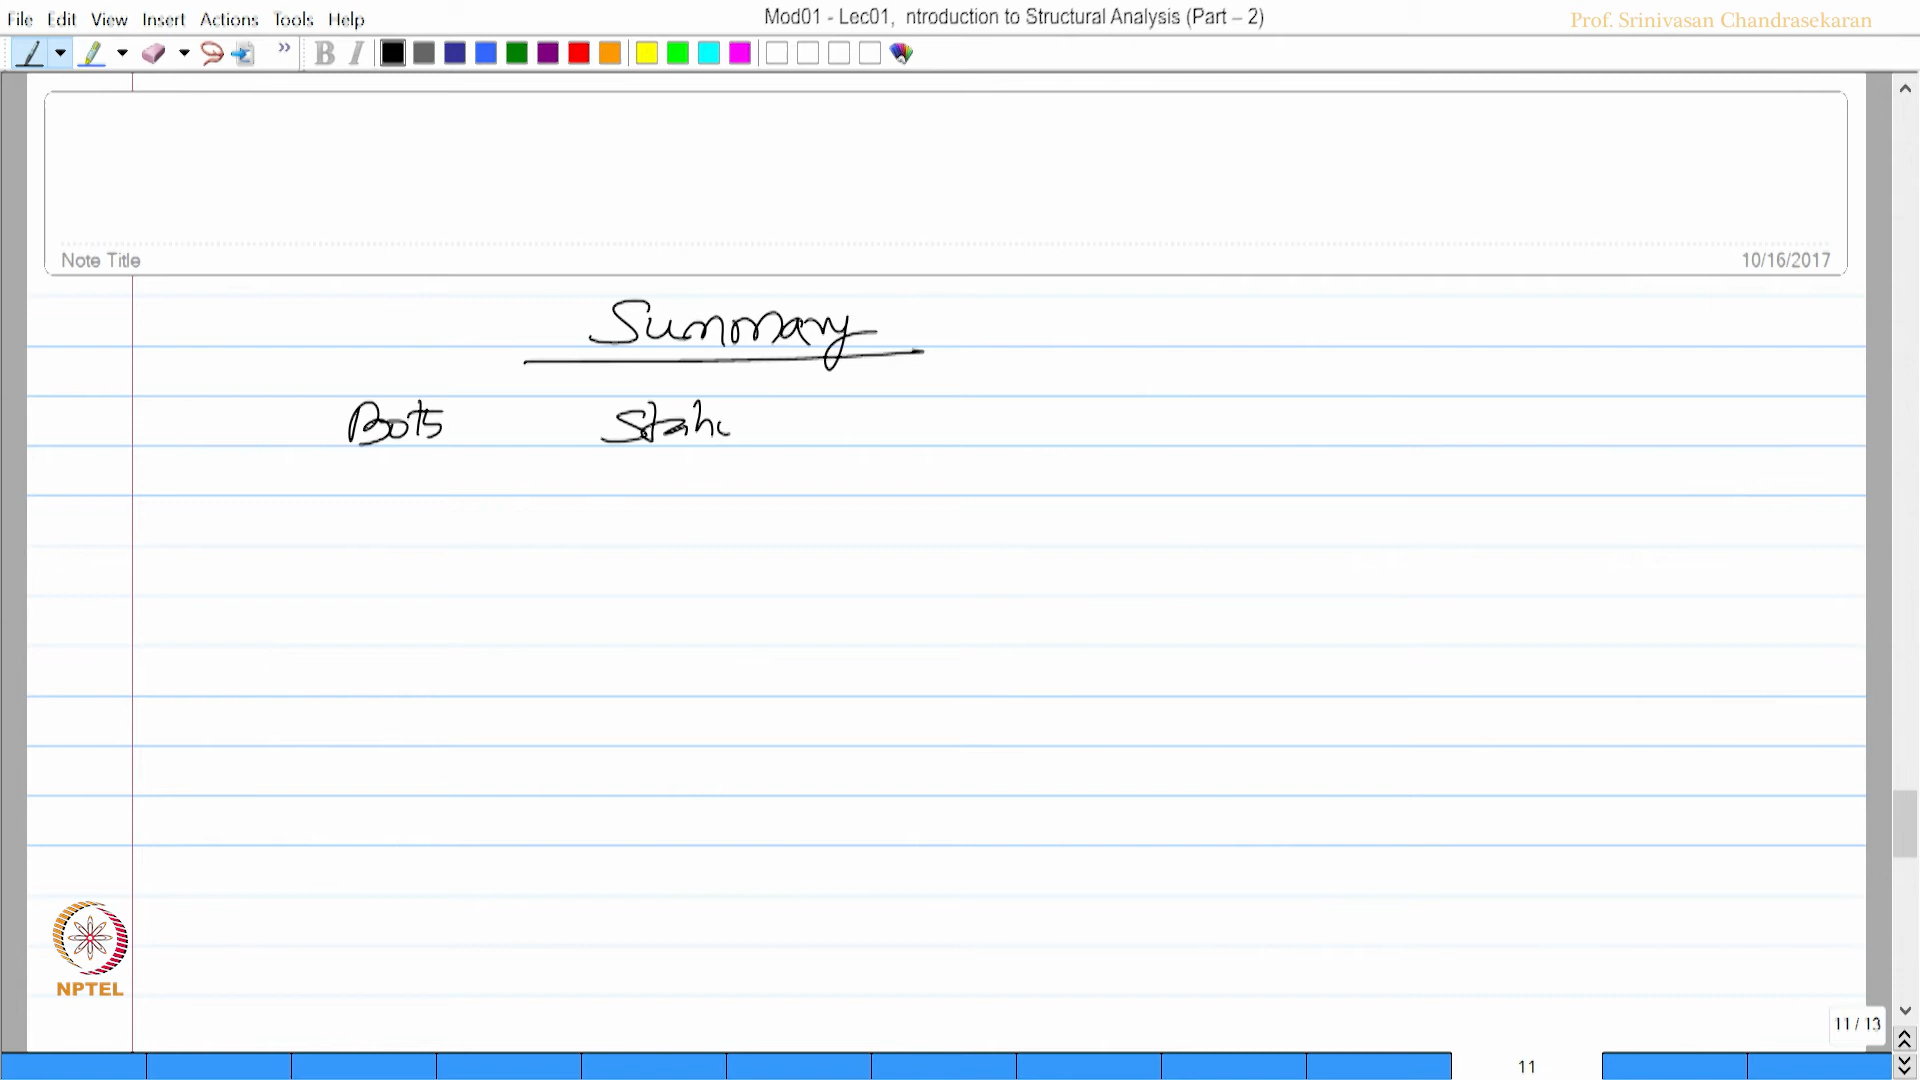 File Edit View Insert Actions Tools Help
Mod01 - Lec01, ntroduction to Structural Analysis (Part – 2)
Prof. Srinivasan Chandrasekaran
B I
Note Title
10/16/2017
Summary
Both Static
NPTEL
11 / 13
11